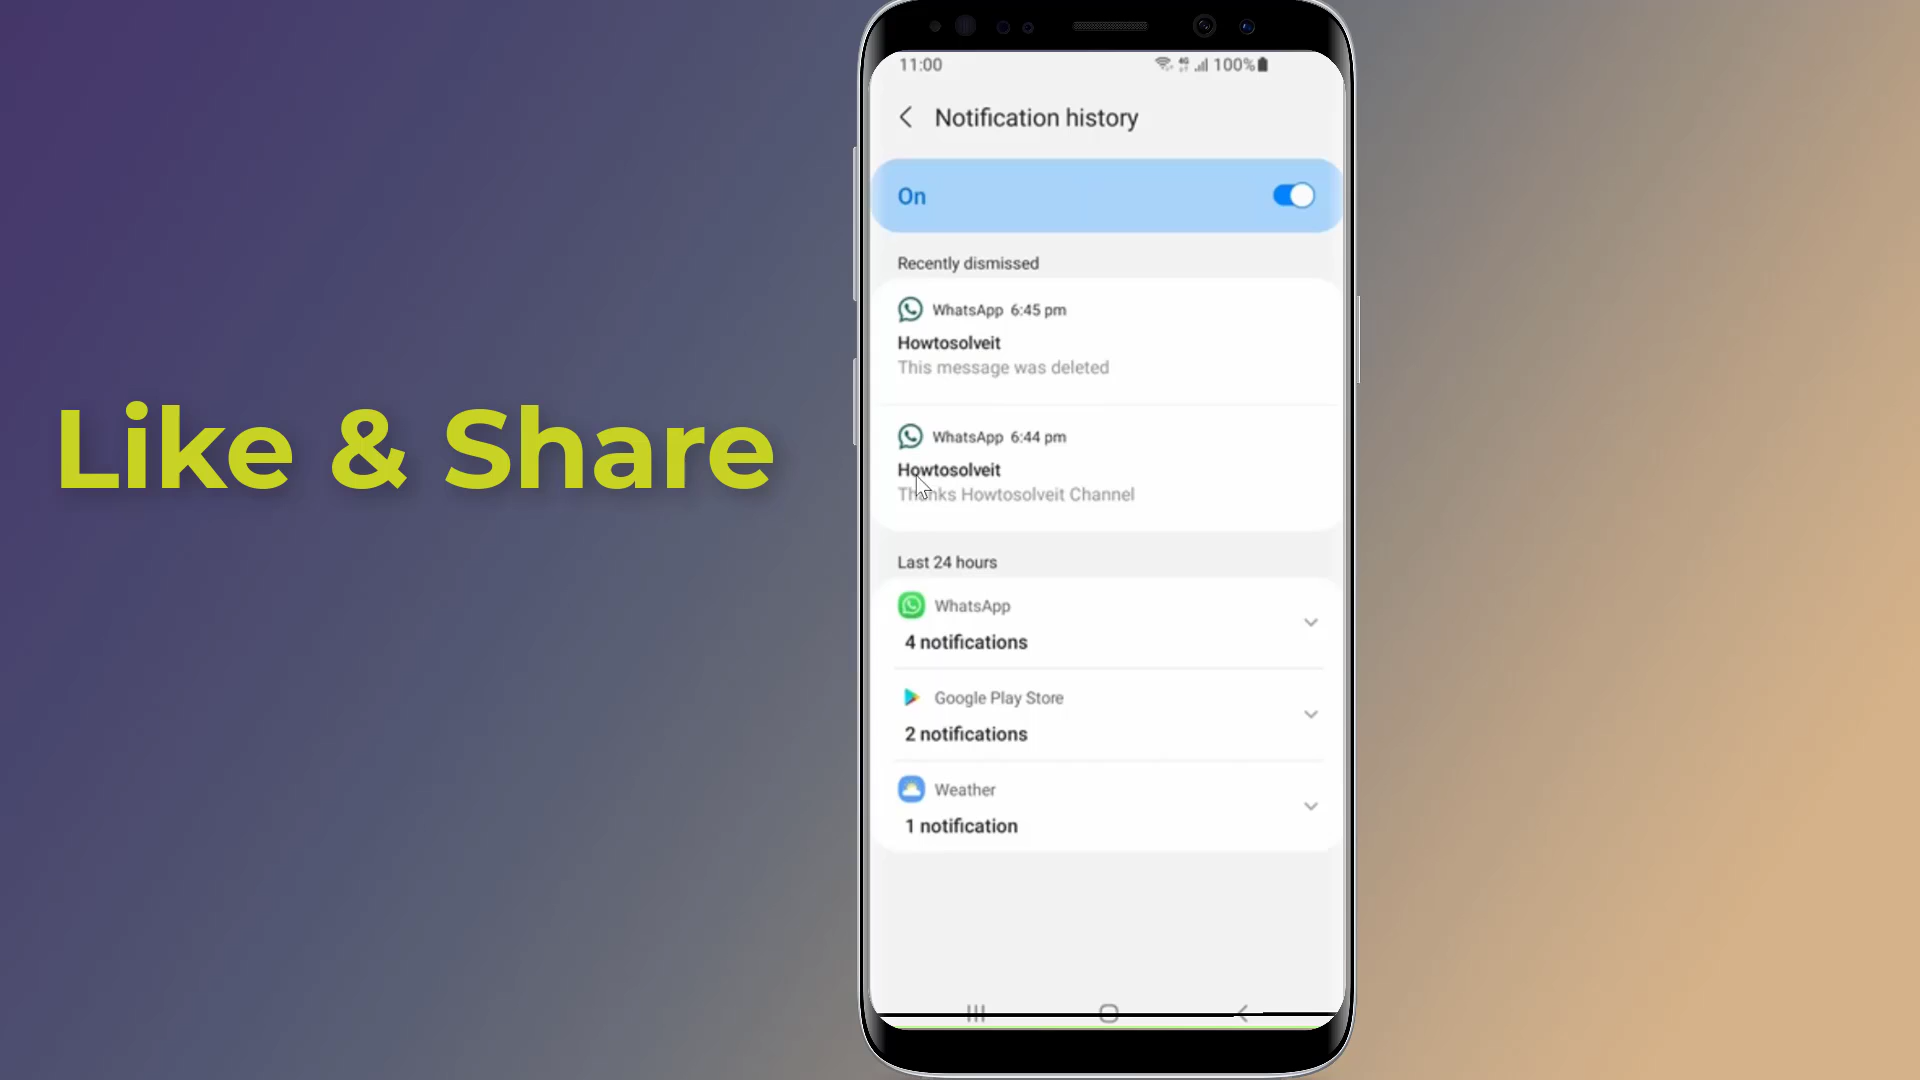 Like & Share
11:00
4G
100%
Notification history
On
Recently dismissed
WhatsApp 6:45 pm
Howtosolveit
This message was deleted
WhatsApp 6:44 pm
Howtosolveit
Thanks Howtosolveit Channel
Last 24 hours
WhatsApp
4 notifications
Google Play Store
2 notifications
Weather
1 notification